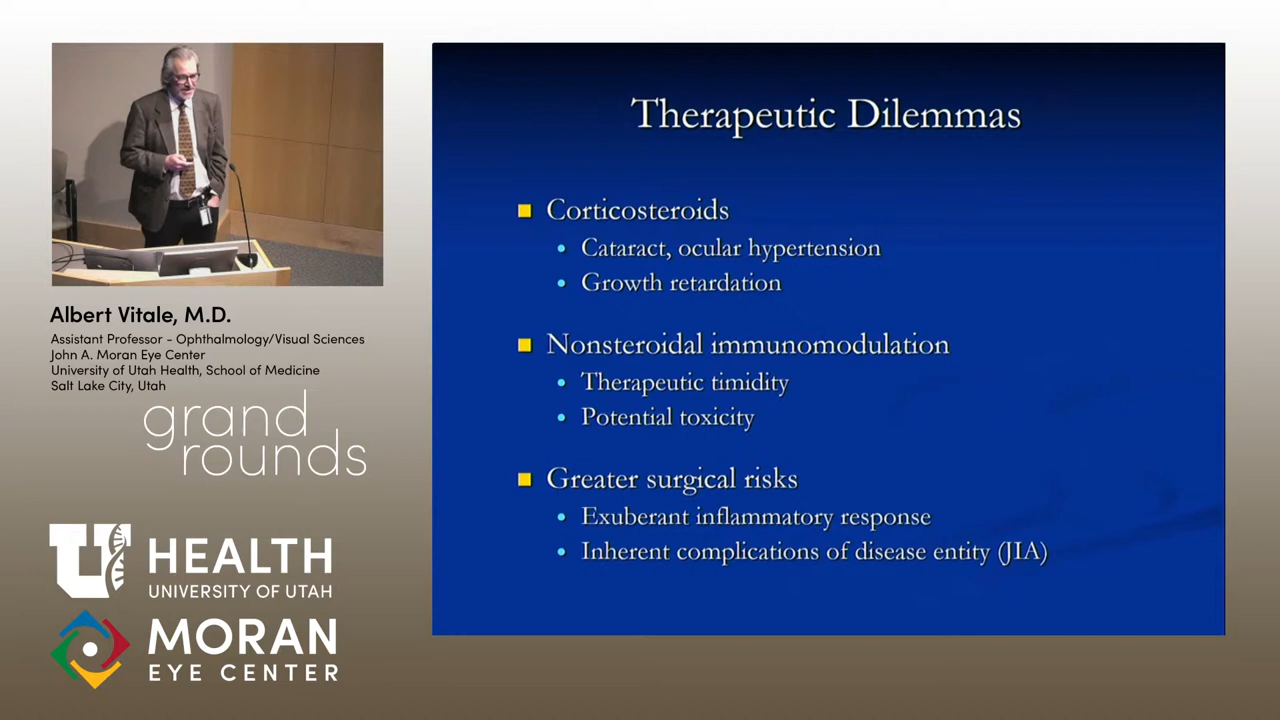 Therapeutic Dilemmas
Corticosteroids
Cataract, ocular hypertension
Growth retardation
Nonsteroidal immunomodulation
Therapeutic timidity
Potential toxicity
Greater surgical risks
Exuberant inflammatory response
Inherent complications of disease entity (JIA)
Albert Vitale, M.D.
Assistant Professor - Ophthalmology/Visual Sciences
John A. Moran Eye Center
University of Utah Health, School of Medicine
Salt Lake City, Utah
grand
rounds
U HEALTH
UNIVERSITY OF UTAH
MORAN
EYE CENTER